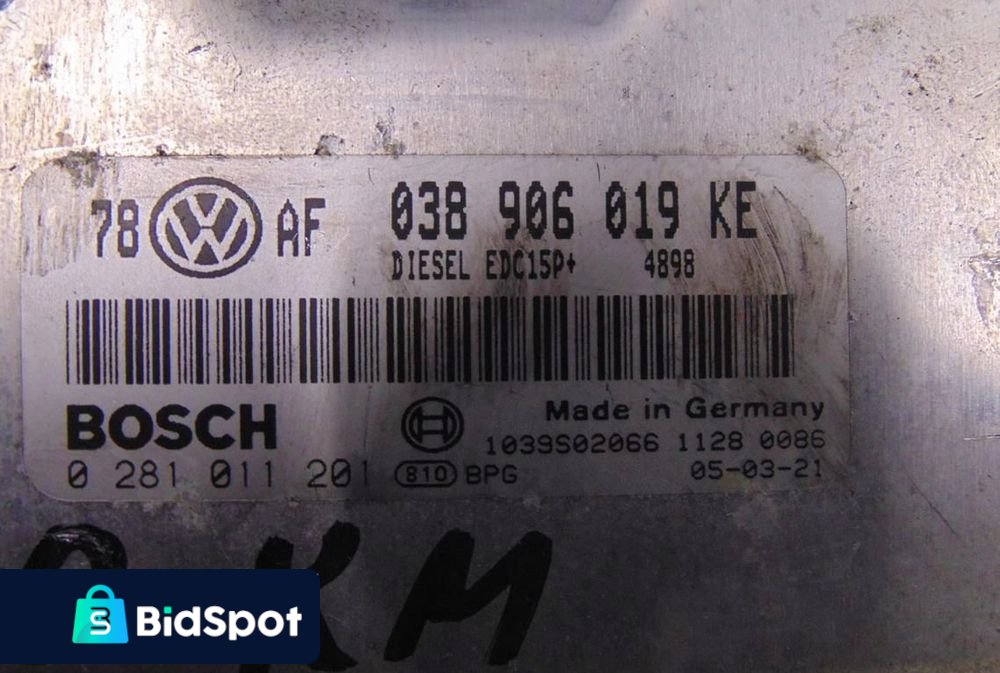 78 AF 038 906 019 KE
DIESEL EDC15P+ 4898
BOSCH
Made in Germany
1039S02066 1128 0086
0 281 011 201 810 BPG 05-03-21
KM
BidSpot